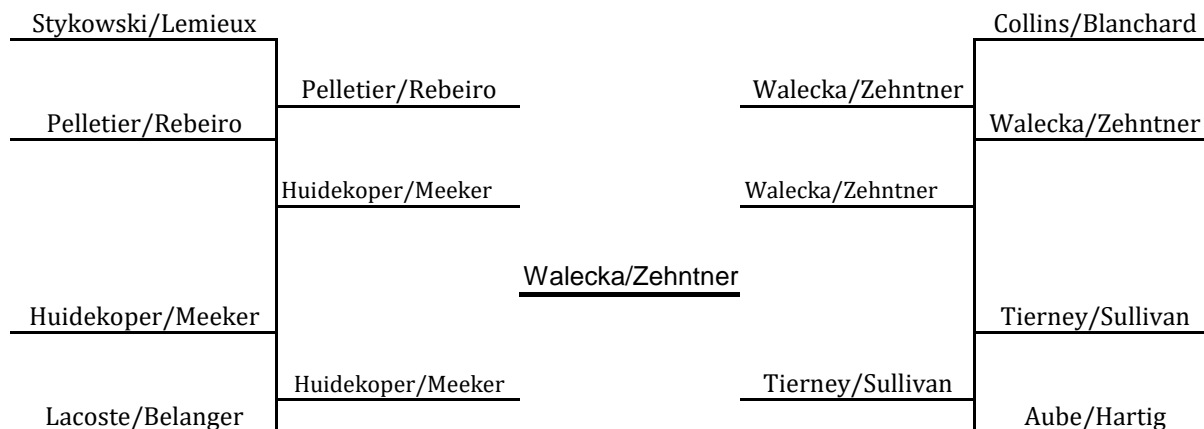 Stykowski/Lemieux
Collins/Blanchard
Pelletier/Rebeiro
Walecka/Zehntner
Pelletier/Rebeiro
Walecka/Zehntner
Huidekoper/Meeker
Walecka/Zehntner
Walecka/Zehntner
Huidekoper/Meeker
Tierney/Sullivan
Huidekoper/Meeker
Tierney/Sullivan
Lacoste/Belanger
Aube/Hartig